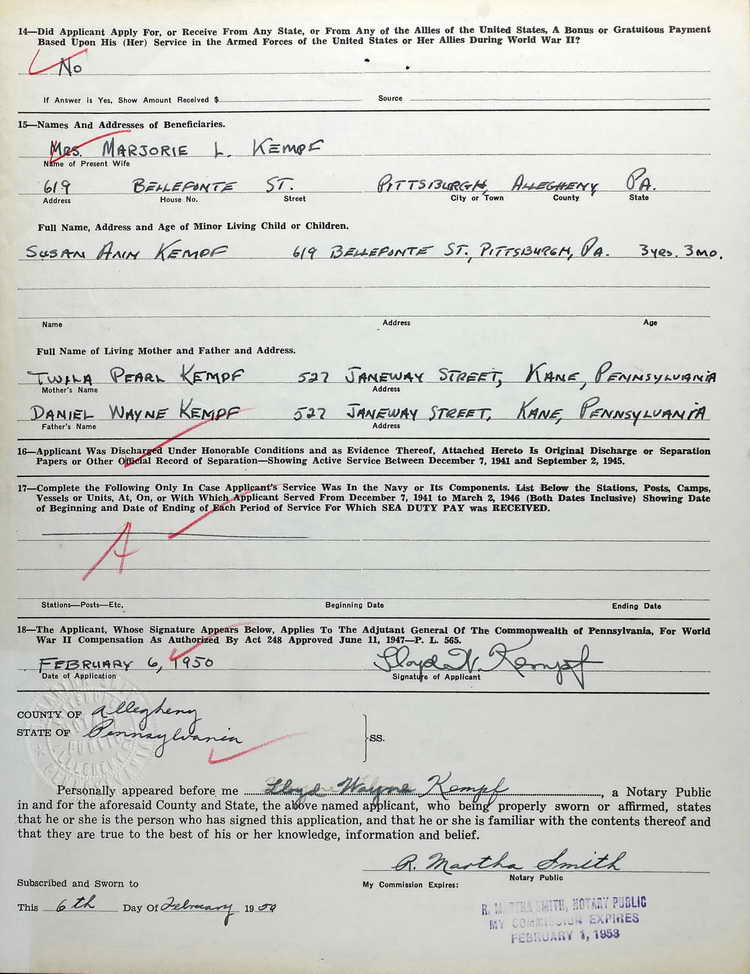 14—Did Applicant Apply For, or Receive From Any State, or From Any of the Allies of the United States, A Bonus or Gratuitous Payment
Based Upon His (Her) Service in the Armed Forces of the United States or Her Allies During World War II?
No
If Answer is Yes, Show Amount Received $ Source
15—Names And Addresses of Beneficiaries.
MRS. MARJORIE L. KEMPF
Name of Present Wife
619 BELLEFONTE ST. PITTSBURGH, ALLEGHENY PA.
Address House No. Street City or Town County State
Full Name, Address and Age of Minor Living Child or Children.
SUSAN ANN KEMPF 619 BELLEFONTE ST., PITTSBURGH, PA. 3 yrs. 3 mo.
Name Address Age
Full Name of Living Mother and Father and Address.
TWILA PEARL KEMPF 527 JANEWAY STREET, KANE, PENNSYLVANIA
Mother's Name Address
DANIEL WAYNE KEMPF 527 JANEWAY STREET, KANE, PENNSYLVANIA
Father's Name Address
16—Applicant Was Discharged Under Honorable Conditions and as Evidence Thereof, Attached Hereto Is Original Discharge or Separation
Papers or Other Official Record of Separation—Showing Active Service Between December 7, 1941 and September 2, 1945.
17—Complete the Following Only In Case Applicant's Service Was In the Navy or Its Components. List Below the Stations, Posts, Camps,
Vessels or Units, At, On, or With Which Applicant Served From December 7, 1941 to March 2, 1946 (Both Dates Inclusive) Showing Date
of Beginning and Date of Ending of Each Period of Service For Which SEA DUTY PAY was RECEIVED.
A
Stations—Posts—Etc. Beginning Date Ending Date
18—The Applicant, Whose Signature Appears Below, Applies To The Adjutant General Of The Commonwealth of Pennsylvania, For World
War II Compensation As Authorized By Act 248 Approved June 11, 1947—P. L. 565.
FEBRUARY 6, 1950 Lloyd W. Kempf
Date of Application Signature of Applicant
COUNTY OF Allegheny
STATE OF Pennsylvania SS.
Personally appeared before me Lloyd Wayne Kempf, a Notary Public
in and for the aforesaid County and State, the above named applicant, who being properly sworn or affirmed, states
that he or she is the person who has signed this application, and that he or she is familiar with the contents thereof and
that they are true to the best of his or her knowledge, information and belief.
R. Martha Smith
Notary Public
Subscribed and Sworn to My Commission Expires:
This 6th Day Of February 1950
R. MARTHA SMITH, NOTARY PUBLIC
MY COMMISSION EXPIRES
FEBRUARY 1, 1953